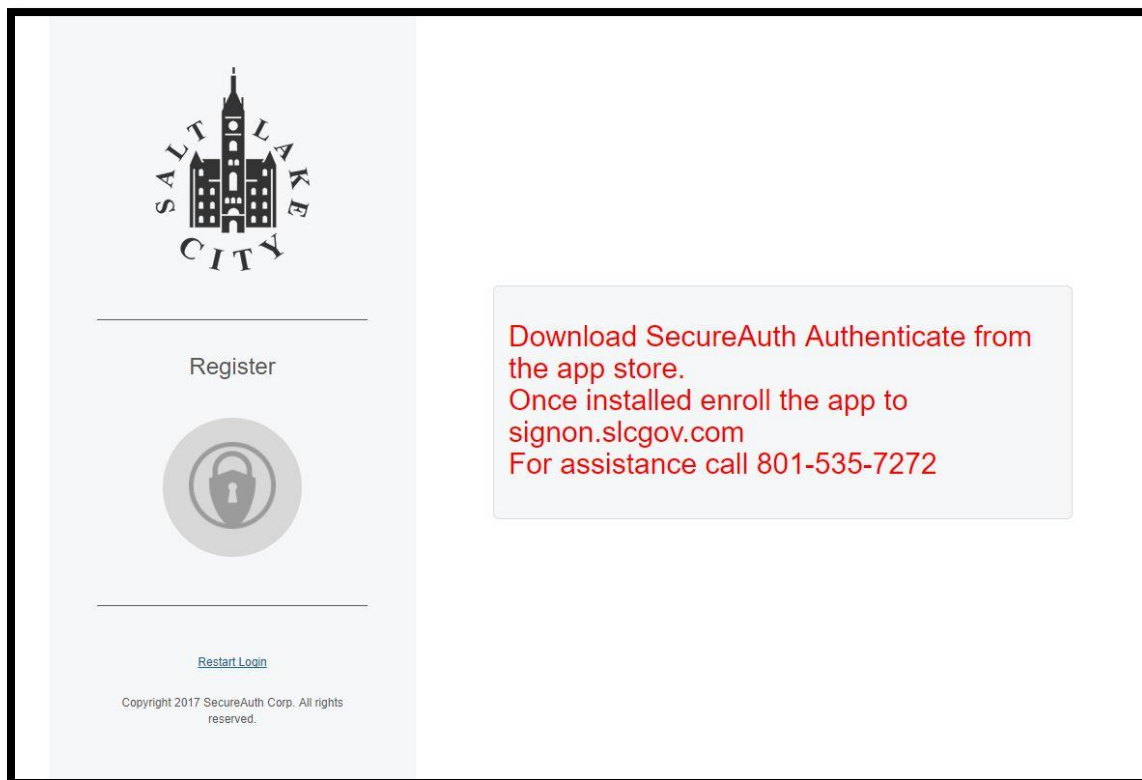 SALT LAKE CITY
Register
Restart Login
Copyright 2017 SecureAuth Corp. All rights
reserved.
Download SecureAuth Authenticate from
the app store.
Once installed enroll the app to
signon.slcgov.com
For assistance call 801-535-7272